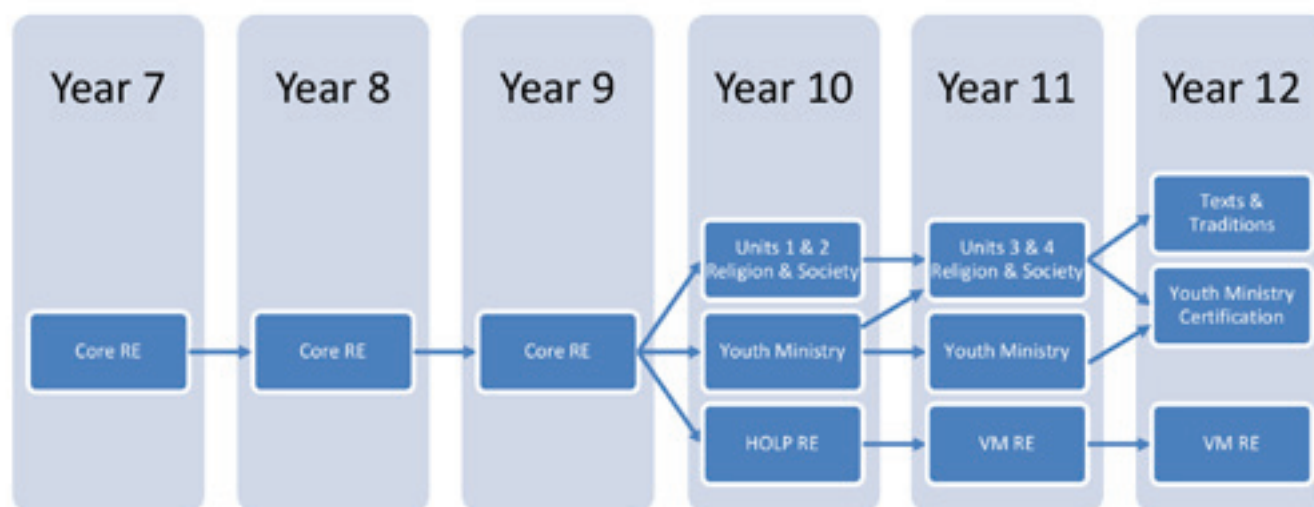 Year 7
Year 8
Year 9
Year 10
Year 11
Year 12
Core RE
Core RE
Core RE
Units 1 & 2
Religion & Society
Youth Ministry
HOLP RE
Units 3 & 4
Religion & Society
Youth Ministry
VM RE
Texts &
Traditions
Youth Ministry
Certification
VM RE